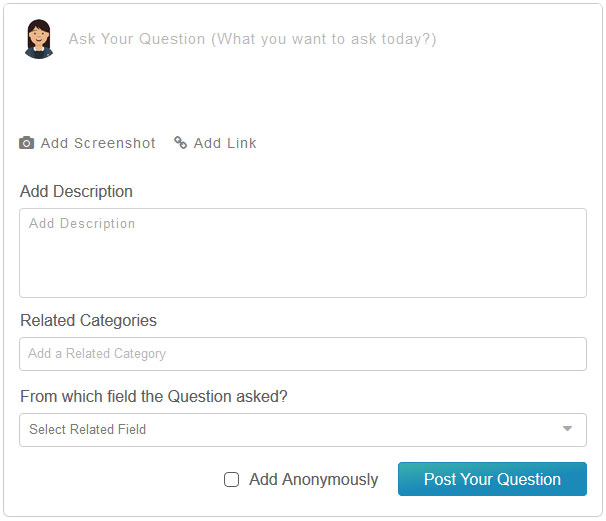 Ask Your Question (What you want to ask today?)
Add Screenshot Add Link
Add Description
Add Description
Related Categories
Add a Related Category
From which field the Question asked?
Select Related Field
Add Anonymously Post Your Question